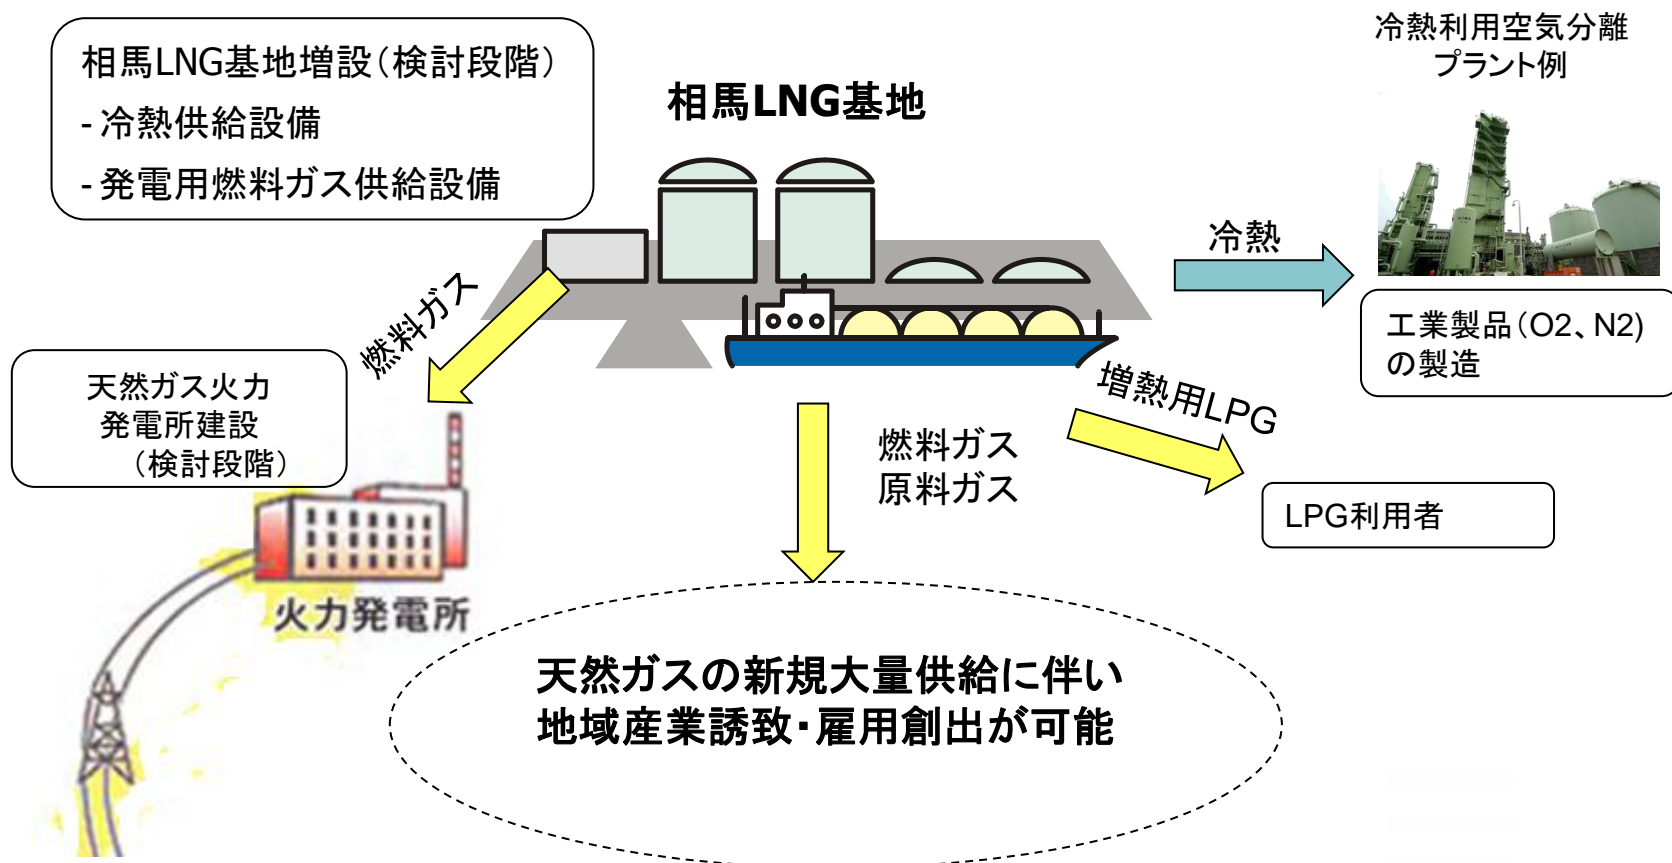 相馬LNG基地増設（検討段階）
- 冷熱供給設備
- 発電用燃料ガス供給設備
相馬LNG基地
冷熱利用空気分離
プラント例
冷熱
工業製品（O2、N2)
の製造
燃料ガス
天然ガス火力
発電所建設
（検討段階）
火力発電所
燃料ガス
原料ガス
増熱用LPG
LPG利用者
天然ガスの新規大量供給に伴い
地域産業誘致・雇用創出が可能